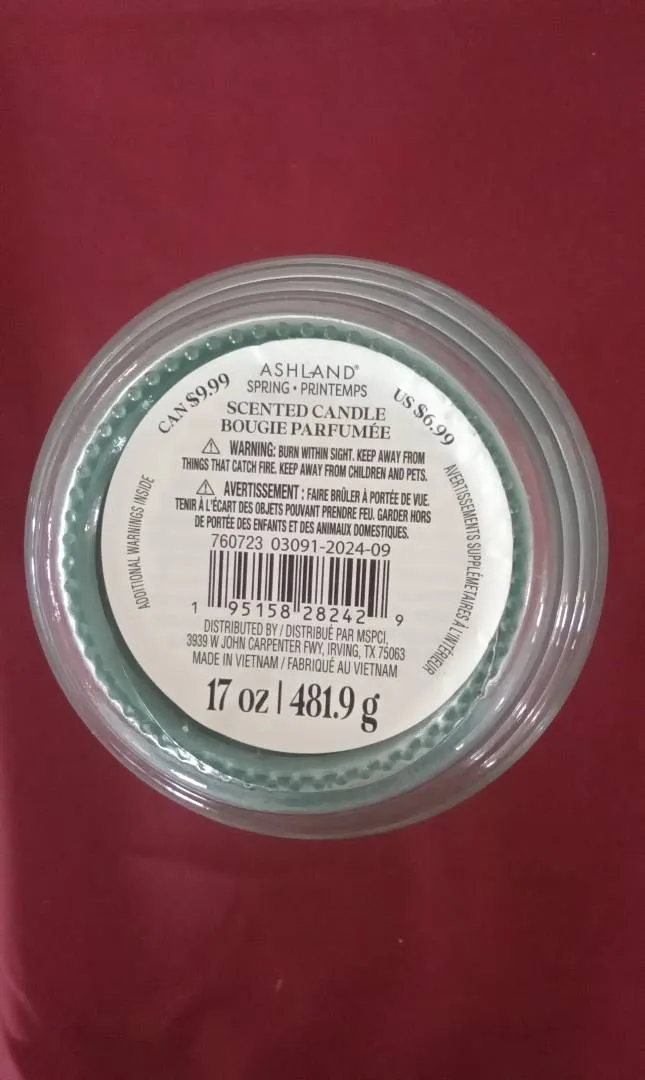 ASHLAND®
SPRING • PRINTEMPS
CAN $9.99
US $6.99
SCENTED CANDLE
BOUGIE PARFUMÉE
⚠ WARNING: BURN WITHIN SIGHT. KEEP AWAY FROM
THINGS THAT CATCH FIRE. KEEP AWAY FROM CHILDREN AND PETS.
⚠ AVERTISSEMENT : FAIRE BRÛLER À PORTÉE DE VUE.
TENIR À L'ÉCART DES OBJETS POUVANT PRENDRE FEU. GARDER HORS
DE PORTÉE DES ENFANTS ET DES ANIMAUX DOMESTIQUES.
ADDITIONAL WARNINGS INSIDE
AVERTISSEMENTS SUPPLÉMETAIRES À L'INTÉRIEUR
760723 03091-2024-09
1 95158 28242 9
DISTRIBUTED BY / DISTRIBUÉ PAR MSPCI,
3939 W JOHN CARPENTER FWY, IRVING, TX 75063
MADE IN VIETNAM / FABRIQUÉ AU VIETNAM
17 oz | 481.9 g